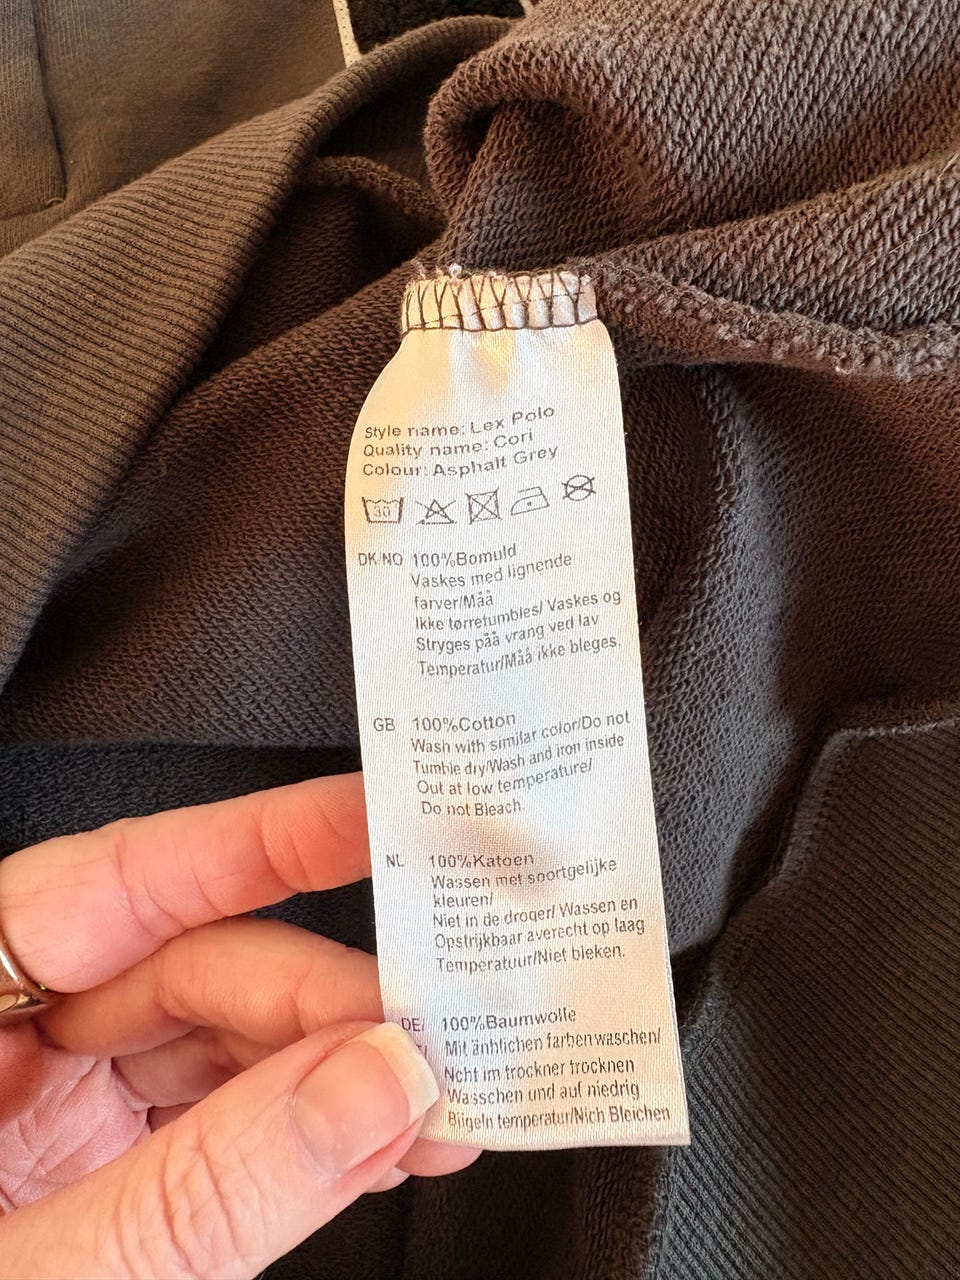 Style name: Lex Polo
Quality name: Cori
Colour: Asphalt Grey
30
DK/NO 100%Bomuld
Vaskes med lignende
farver/Måå
Ikke tørretumbles/ Vaskes og
Stryges påå vrang ved lav
Temperatur/Måå ikke bleges.
GB 100%Cotton
Wash with similar color/Do not
Tumble dry/Wash and iron inside
Out at low temperature/
Do not Bleach.
NL 100%Katoen
Wassen met soortgelijke
kleuren/
Niet in de droger/ Wassen en
Opstrijkbaar averecht op laag
Temperatuur/Niet bleken.
DE/ 100%Baumwolle
Mit änhlichen farben waschen/
Ncht im trockner trocknen
Wasschen und auf niedrig
Bügeln temperatur/Nich Bleichen